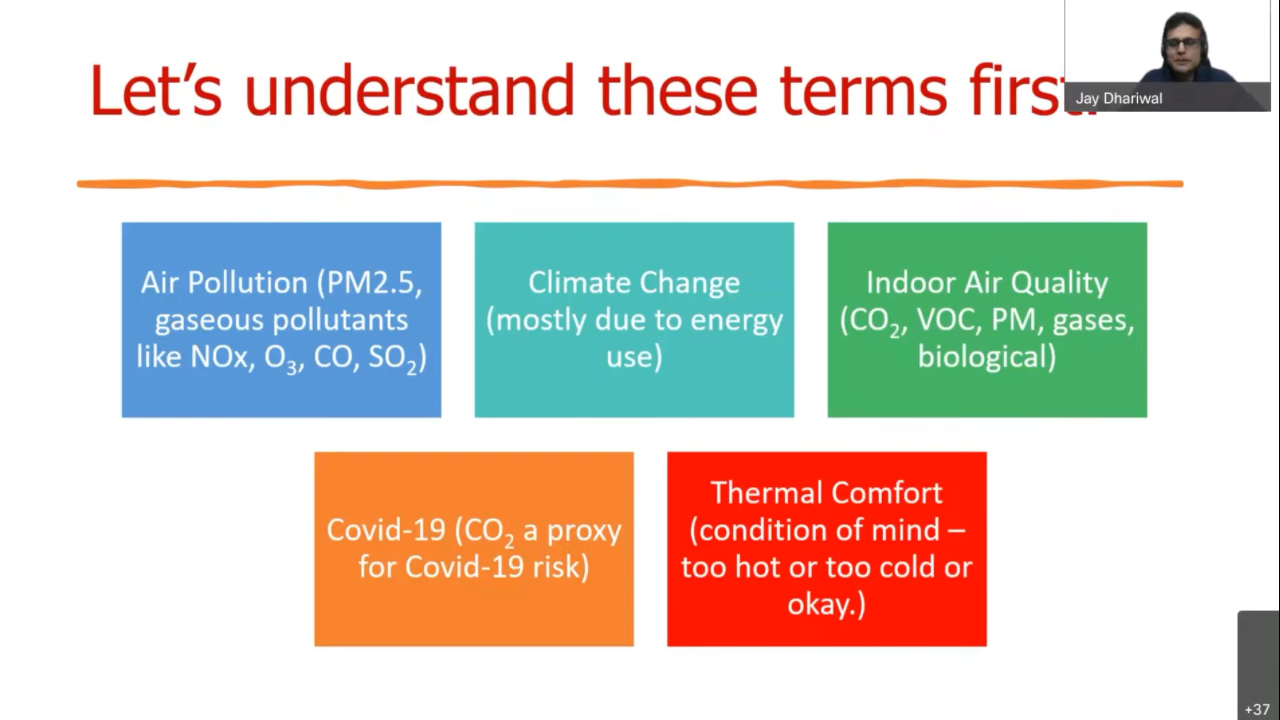 Let's understand these terms first.
Jay Dhariwal
Air Pollution (PM2.5,
gaseous pollutants
like NOx, O₃, CO, SO₂)
Climate Change
(mostly due to energy
use)
Indoor Air Quality
(CO₂, VOC, PM, gases,
biological)
Covid-19 (CO₂ a proxy
for Covid-19 risk)
Thermal Comfort
(condition of mind –
too hot or too cold or
okay.)
+37